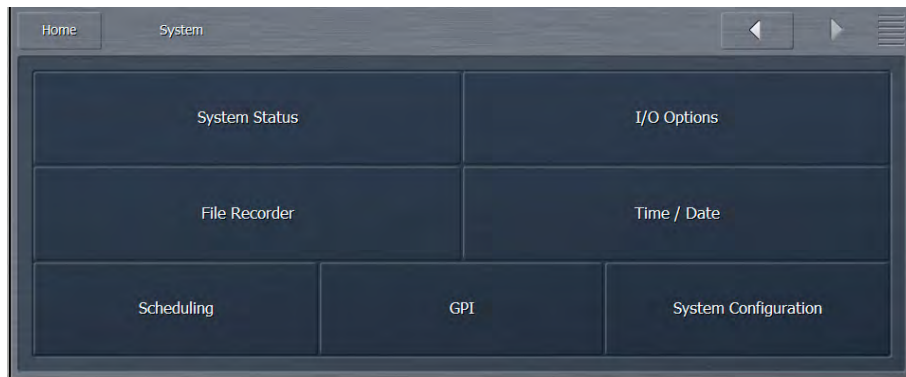 Home System
System Status I/O Options
File Recorder Time / Date
Scheduling GPI System Configuration